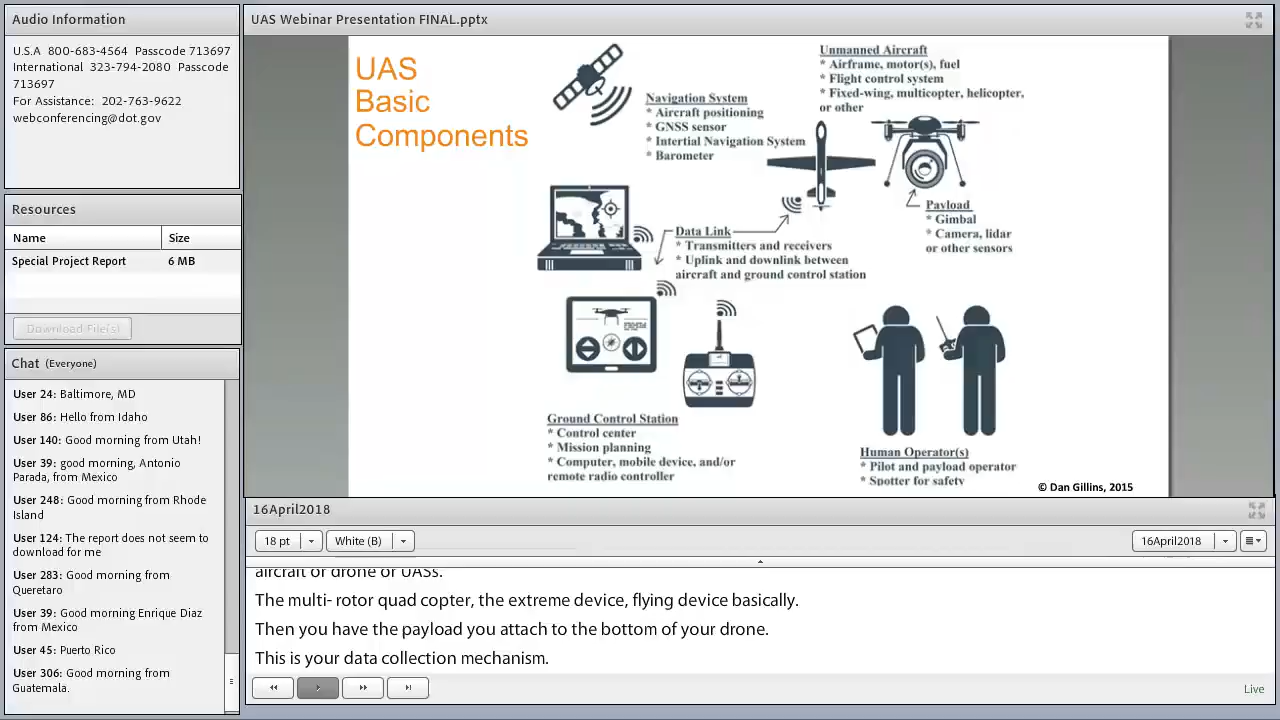 Audio Information
U.S.A 800-683-4564 Passcode 713697
International 323-794-2080 Passcode
713697
For Assistance: 202-763-9622
webconferencing@dot.gov
Resources
Name Size
Special Project Report 6 MB
Download File(s)
Chat (Everyone)
User 24: Baltimore, MD
User 86: Hello from Idaho
User 140: Good morning from Utah!
User 39: good morning, Antonio
Parada, from Mexico
User 248: Good morning from Rhode
Island
User 124: The report does not seem to
download for me
User 283: Good morning from
Queretaro
User 39: Good morning Enrique Diaz
from Mexico
User 45: Puerto Rico
User 306: Good morning from
Guatemala.
UAS Webinar Presentation FINAL.pptx
UAS
Basic
Components
Navigation System
* Aircraft positioning
* GNSS sensor
* Intertial Navigation System
* Barometer
Unmanned Aircraft
* Airframe, motor(s), fuel
* Flight control system
* Fixed-wing, multicopter, helicopter,
or other
Payload
* Gimbal
* Camera, lidar
or other sensors
Data Link
* Transmitters and receivers
* Uplink and downlink between
aircraft and ground control station
Ground Control Station
* Control center
* Mission planning
* Computer, mobile device, and/or
remote radio controller
Human Operator(s)
* Pilot and payload operator
* Spotter for safety
© Dan Gillins, 2015
16April2018
18 pt White (B) 16April2018
aircraft or drone or UASs.
The multi- rotor quad copter, the extreme device, flying device basically.
Then you have the payload you attach to the bottom of your drone.
This is your data collection mechanism.
Live